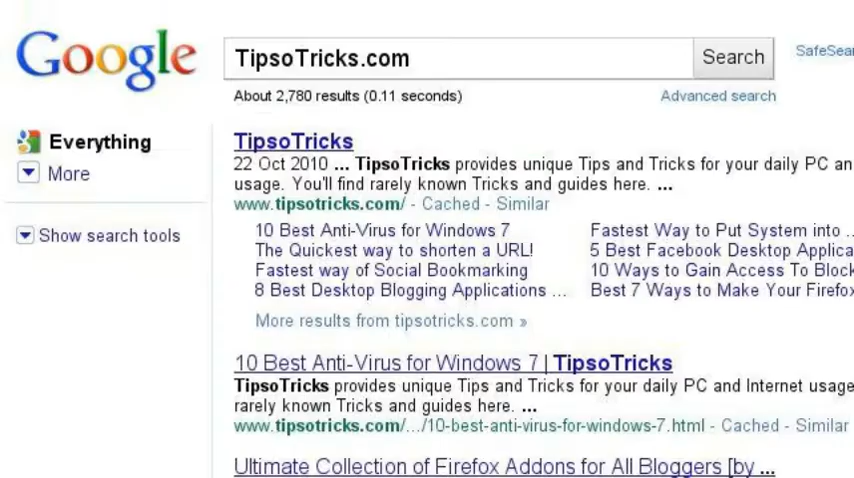 Google
TipsoTricks.com
Search
SafeSear
About 2,780 results (0.11 seconds)
Advanced search
Everything
More
Show search tools
TipsoTricks
22 Oct 2010 ... TipsoTricks provides unique Tips and Tricks for your daily PC an
usage. You'll find rarely known Tricks and guides here. ...
www.tipsotricks.com/ - Cached - Similar
10 Best Anti-Virus for Windows 7
Fastest Way to Put System into ...
The Quickest way to shorten a URL!
5 Best Facebook Desktop Applica
Fastest way of Social Bookmarking
10 Ways to Gain Access To Block
8 Best Desktop Blogging Applications ...
Best 7 Ways to Make Your Firefox
More results from tipsotricks.com »
10 Best Anti-Virus for Windows 7 | TipsoTricks
TipsoTricks provides unique Tips and Tricks for your daily PC and Internet usage
rarely known Tricks and guides here. ...
www.tipsotricks.com/.../10-best-anti-virus-for-windows-7.html - Cached - Similar
Ultimate Collection of Firefox Addons for All Bloggers [by ...